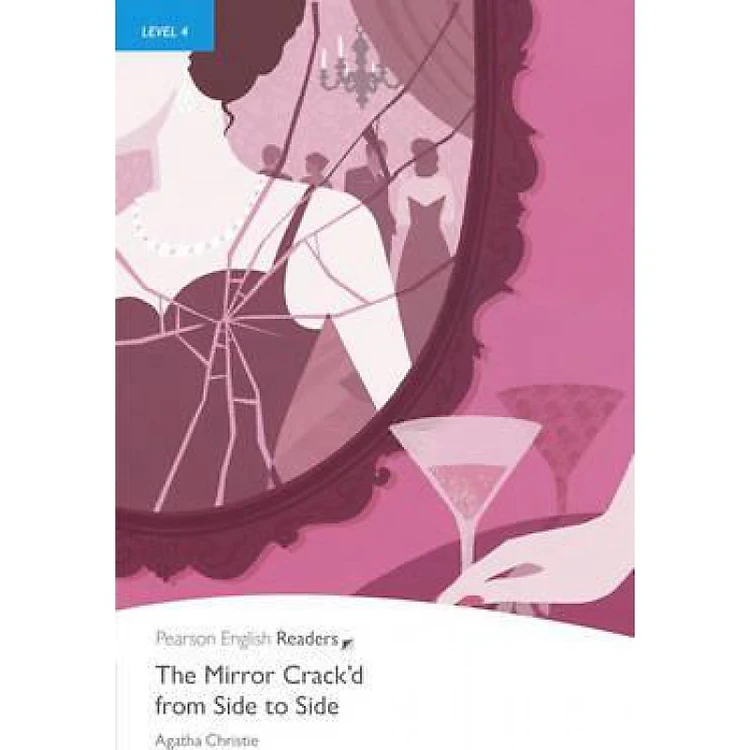 LEVEL 4
Pearson English Readers
The Mirror Crack'd
from Side to Side
Agatha Christie